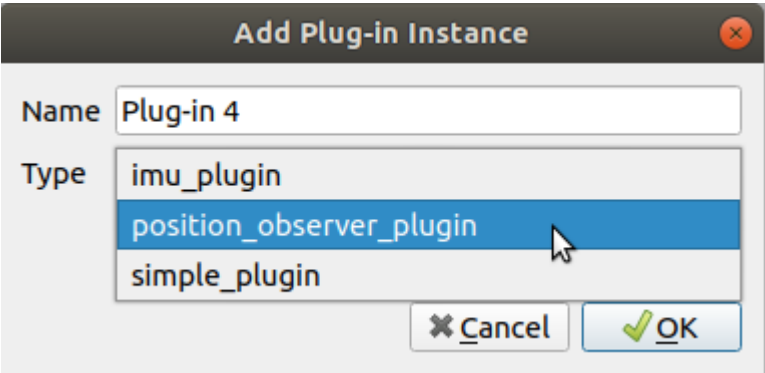 Add Plug-in Instance
Name Plug-in 4
Type imu_plugin
position_observer_plugin
simple_plugin
Cancel OK